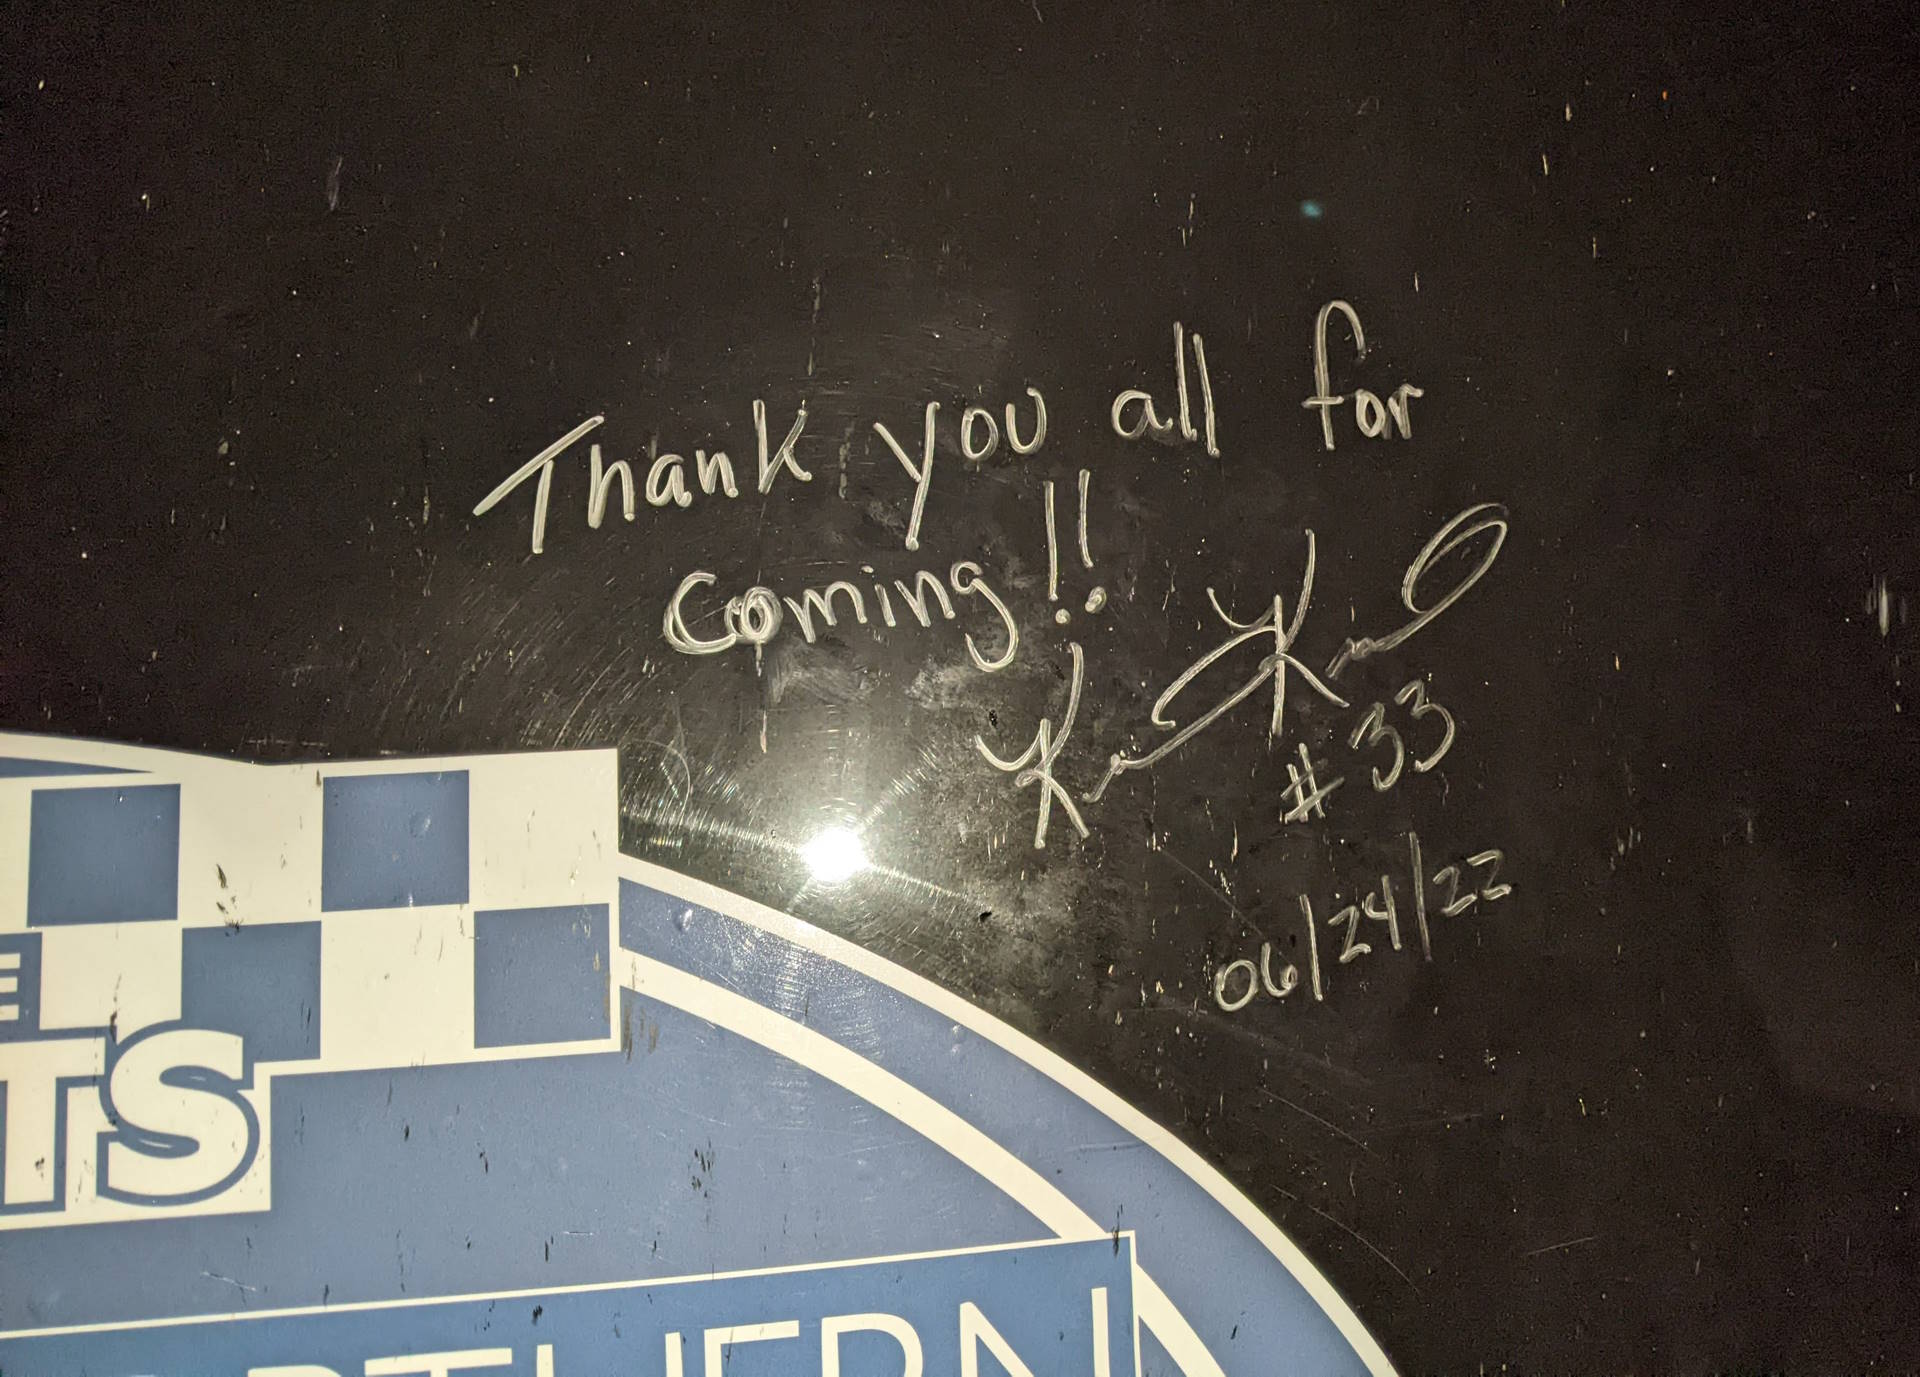 Thank you all for
coming!!
#33
06/24/22
E
TS